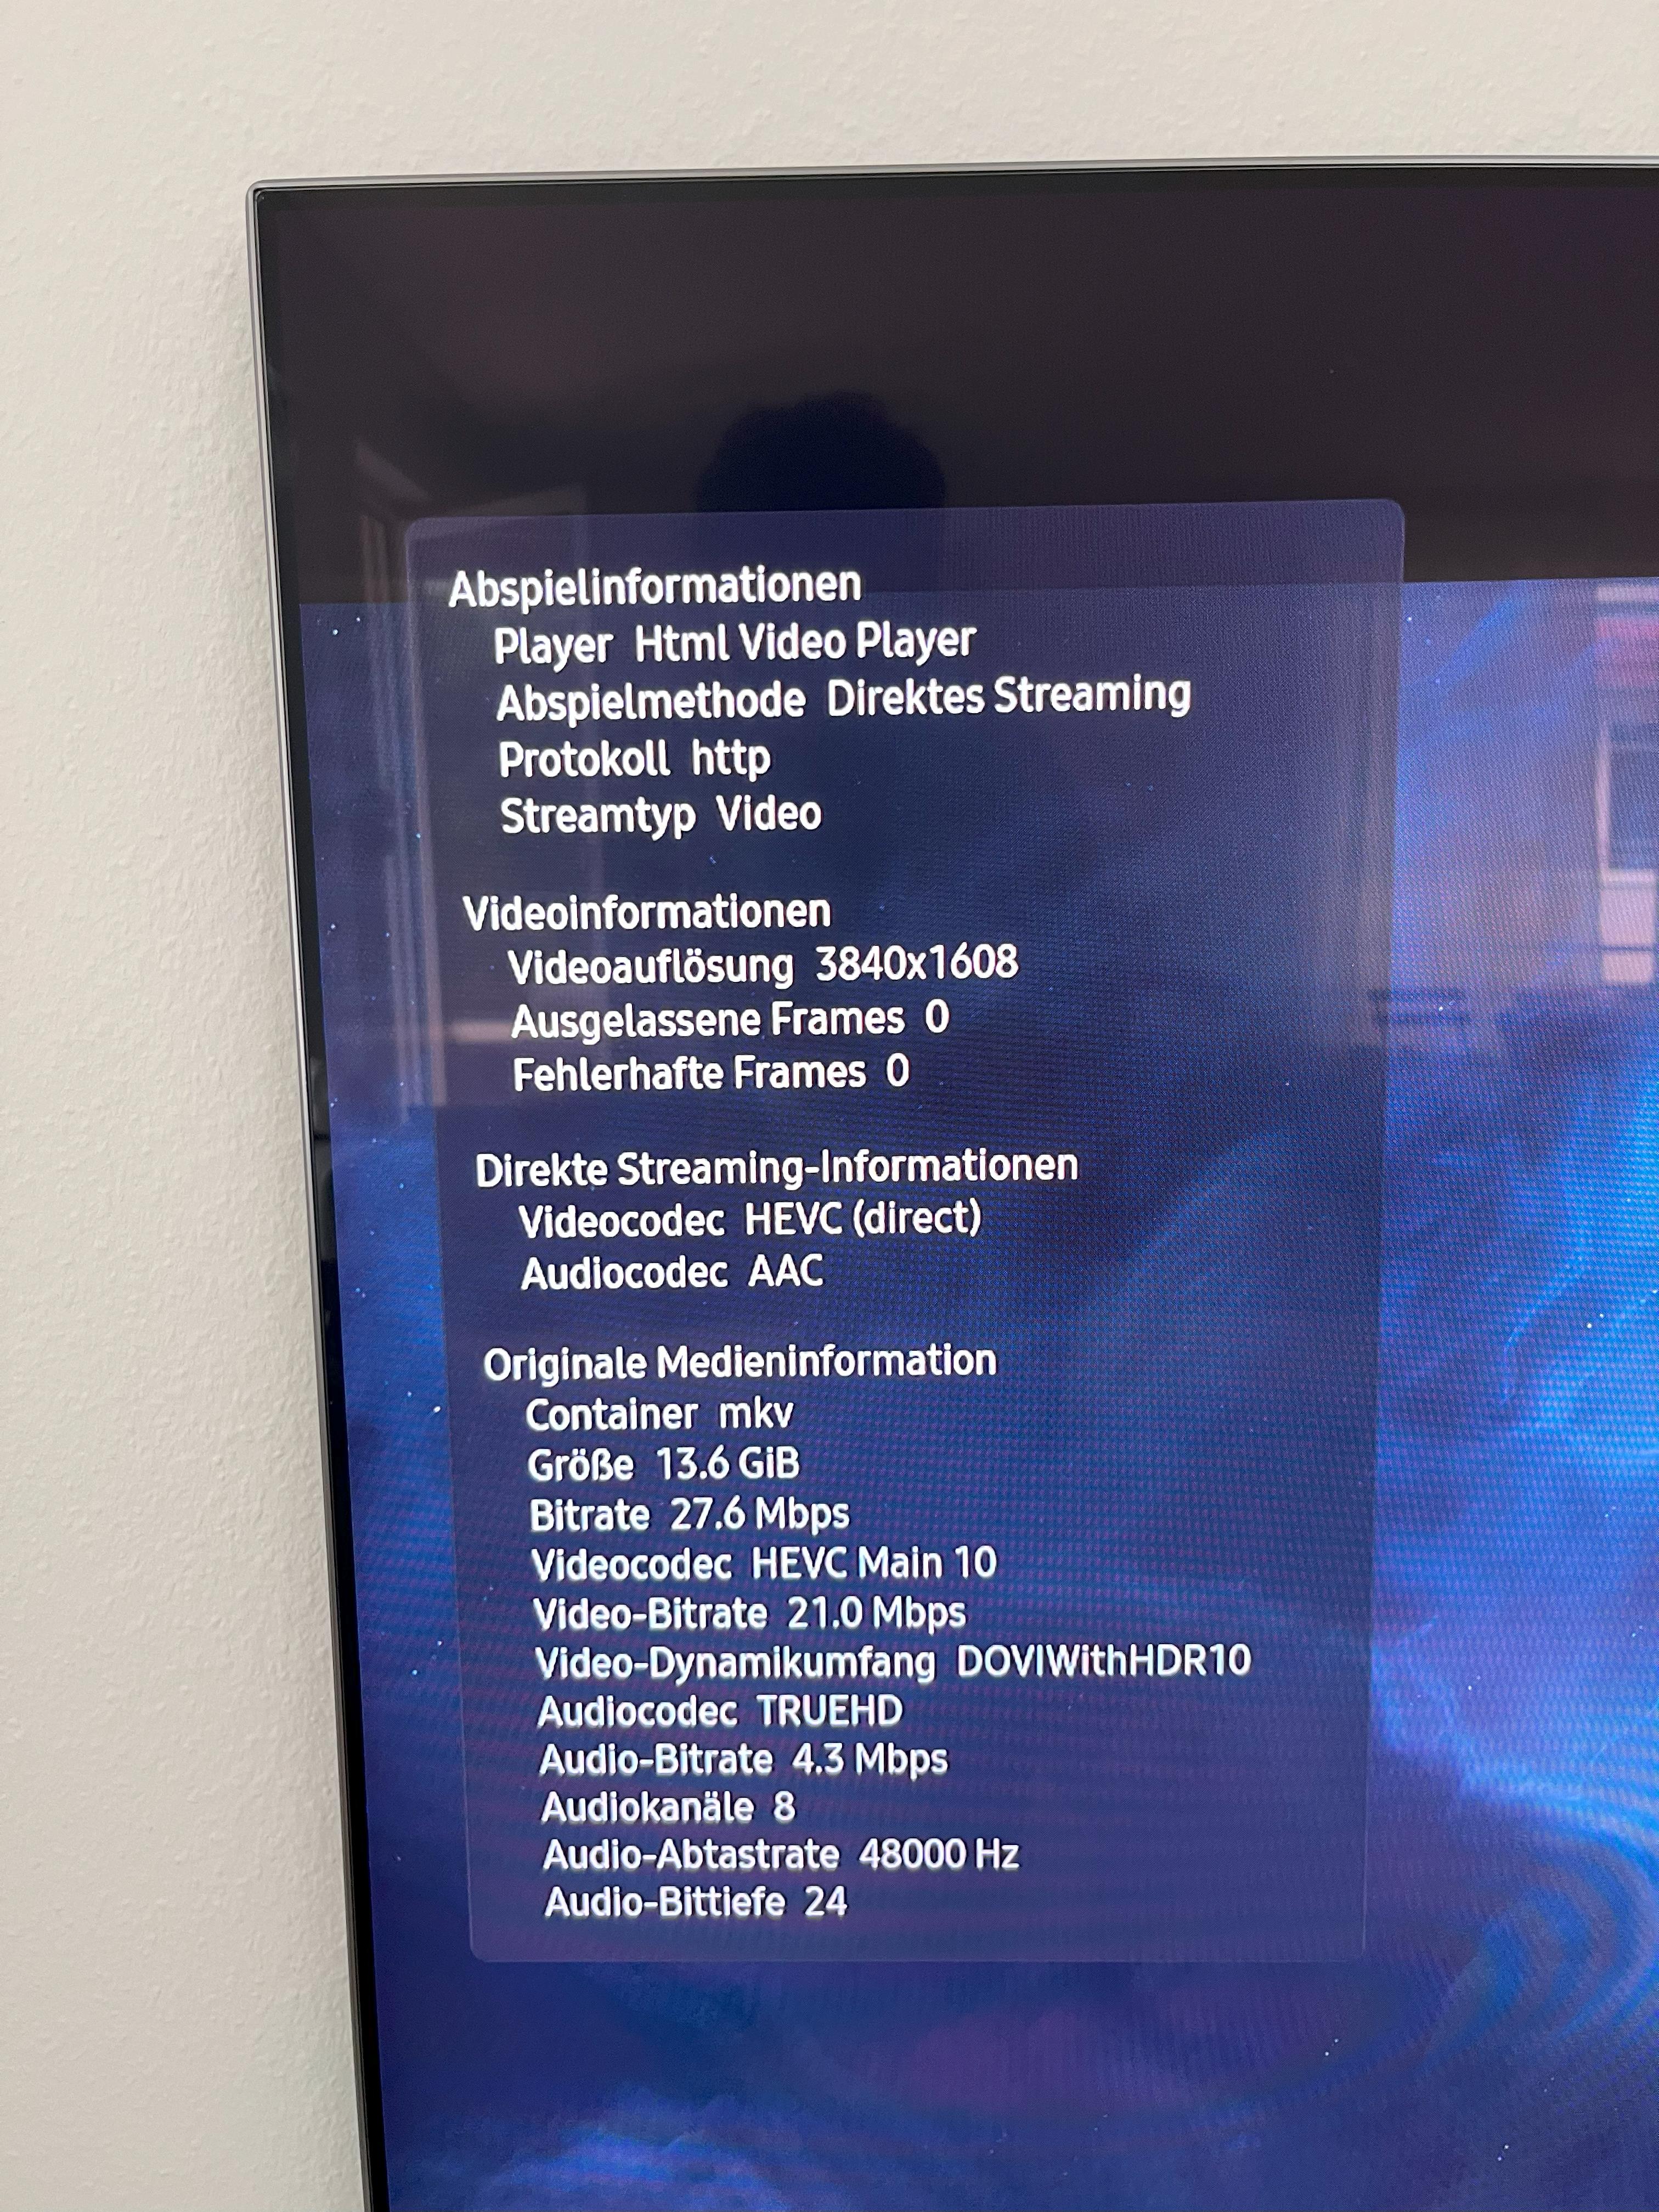 Abspielinformationen
Player Html Video Player
Abspielmethode Direktes Streaming
Protokoll http
Streamtyp Video
Videoinformationen
Videoauflösung 3840x1608
Ausgelassene Frames 0
Fehlerhafte Frames 0
Direkte Streaming-Informationen
Videocodec HEVC (direct)
Audiocodec AAC
Originale Medieninformation
Container mkv
Größe 13.6 GiB
Bitrate 27.6 Mbps
Videocodec HEVC Main 10
Video-Bitrate 21.0 Mbps
Video-Dynamikumfang DOVIWithHDR10
Audiocodec TRUEHD
Audio-Bitrate 4.3 Mbps
Audiokanäle 8
Audio-Abtastrate 48000 Hz
Audio-Bittiefe 24